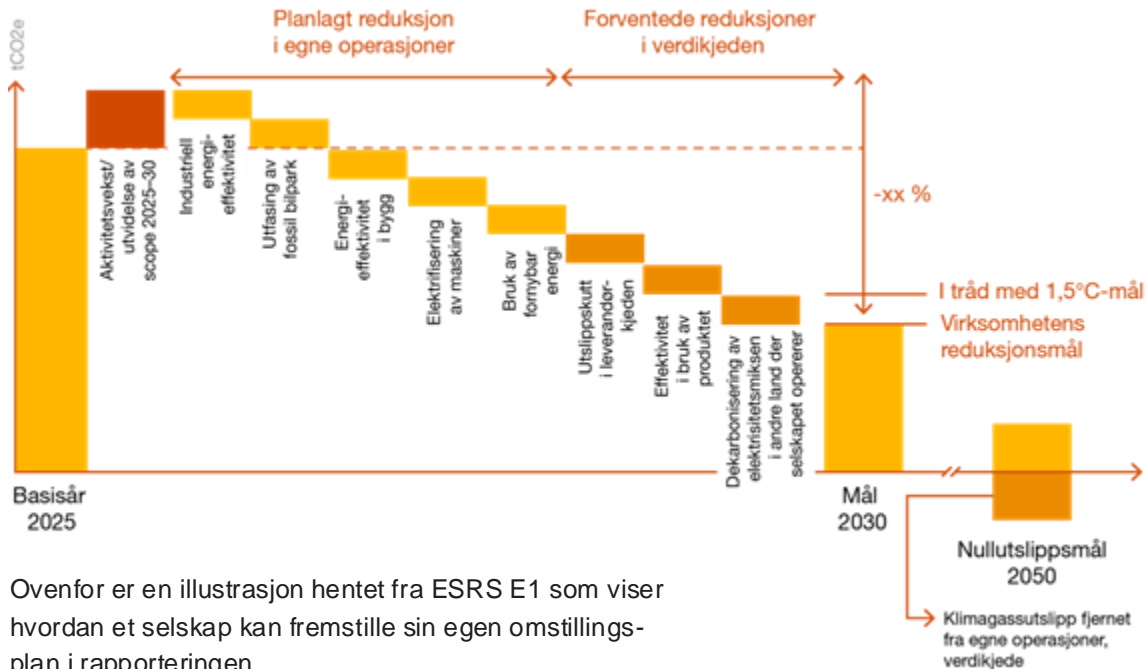 tCO2e
Planlagt reduksjon
i egne operasjoner
Forventede reduksjoner
i verdikjeden
Aktivitetsvekst/
utvidelse av
scope 2025–30
Industriell
energi-
effektivitet
Utfasing av
fossil bilpark
Energi-
effektivitet
i bygg
Elektrifisering
av maskiner
Bruk av
fornybar
energi
Utslippskutt
i leverandør-
kjeden
Effektivitet
i bruk av
produktet
Dekarbonisering av
elektrisitetsmiksen
i andre land der
selskapet opererer
-xx %
I tråd med 1,5°C-mål
Virksomhetens
reduksjonsmål
Basisår
2025
Mål
2030
Nullutslippsmål
2050
Klimagassutslipp fjernet
fra egne operasjoner,
verdikjede
Ovenfor er en illustrasjon hentet fra ESRS E1 som viser
hvordan et selskap kan fremstille sin egen omstillings-
plan i rapporteringen